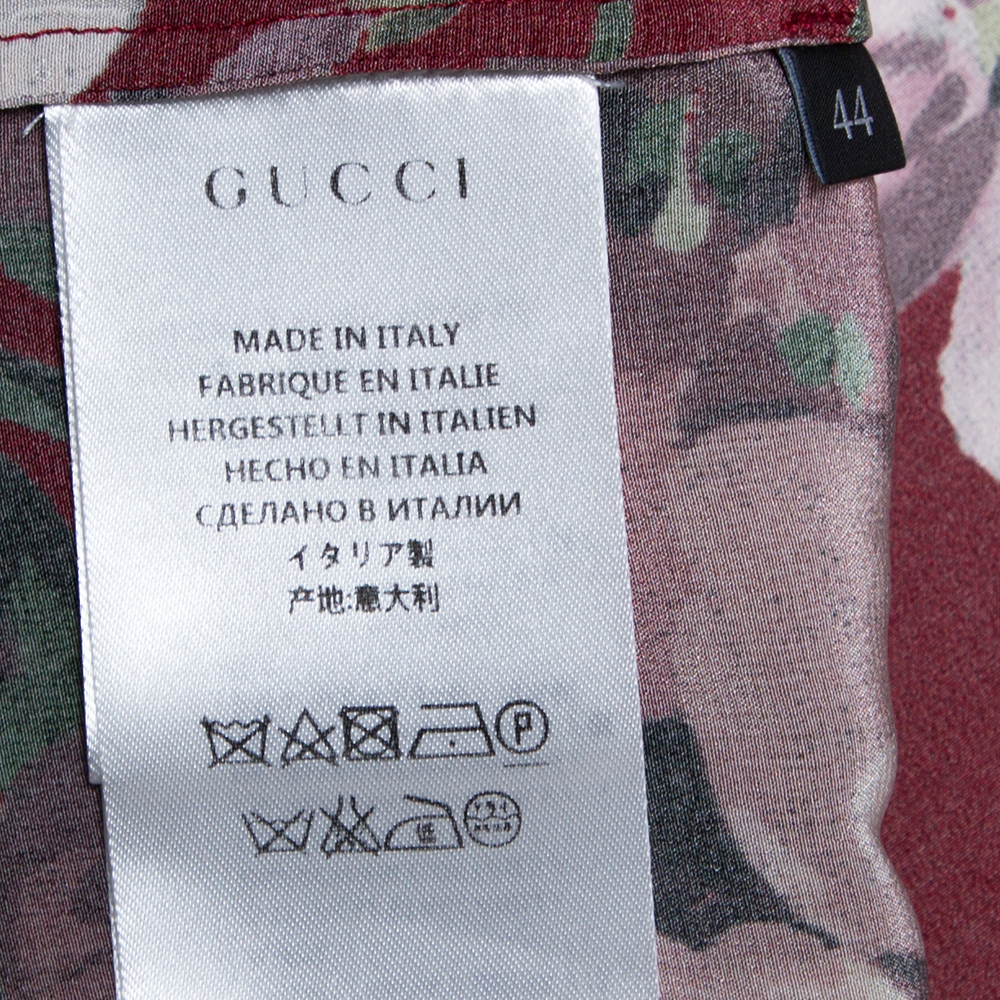 GUCCI
44
MADE IN ITALY
FABRIQUE EN ITALIE
HERGESTELLT IN ITALIEN
HECHO EN ITALIA
СДЕЛАНО В ИТАЛИИ
イタリア製
产地:意大利
P